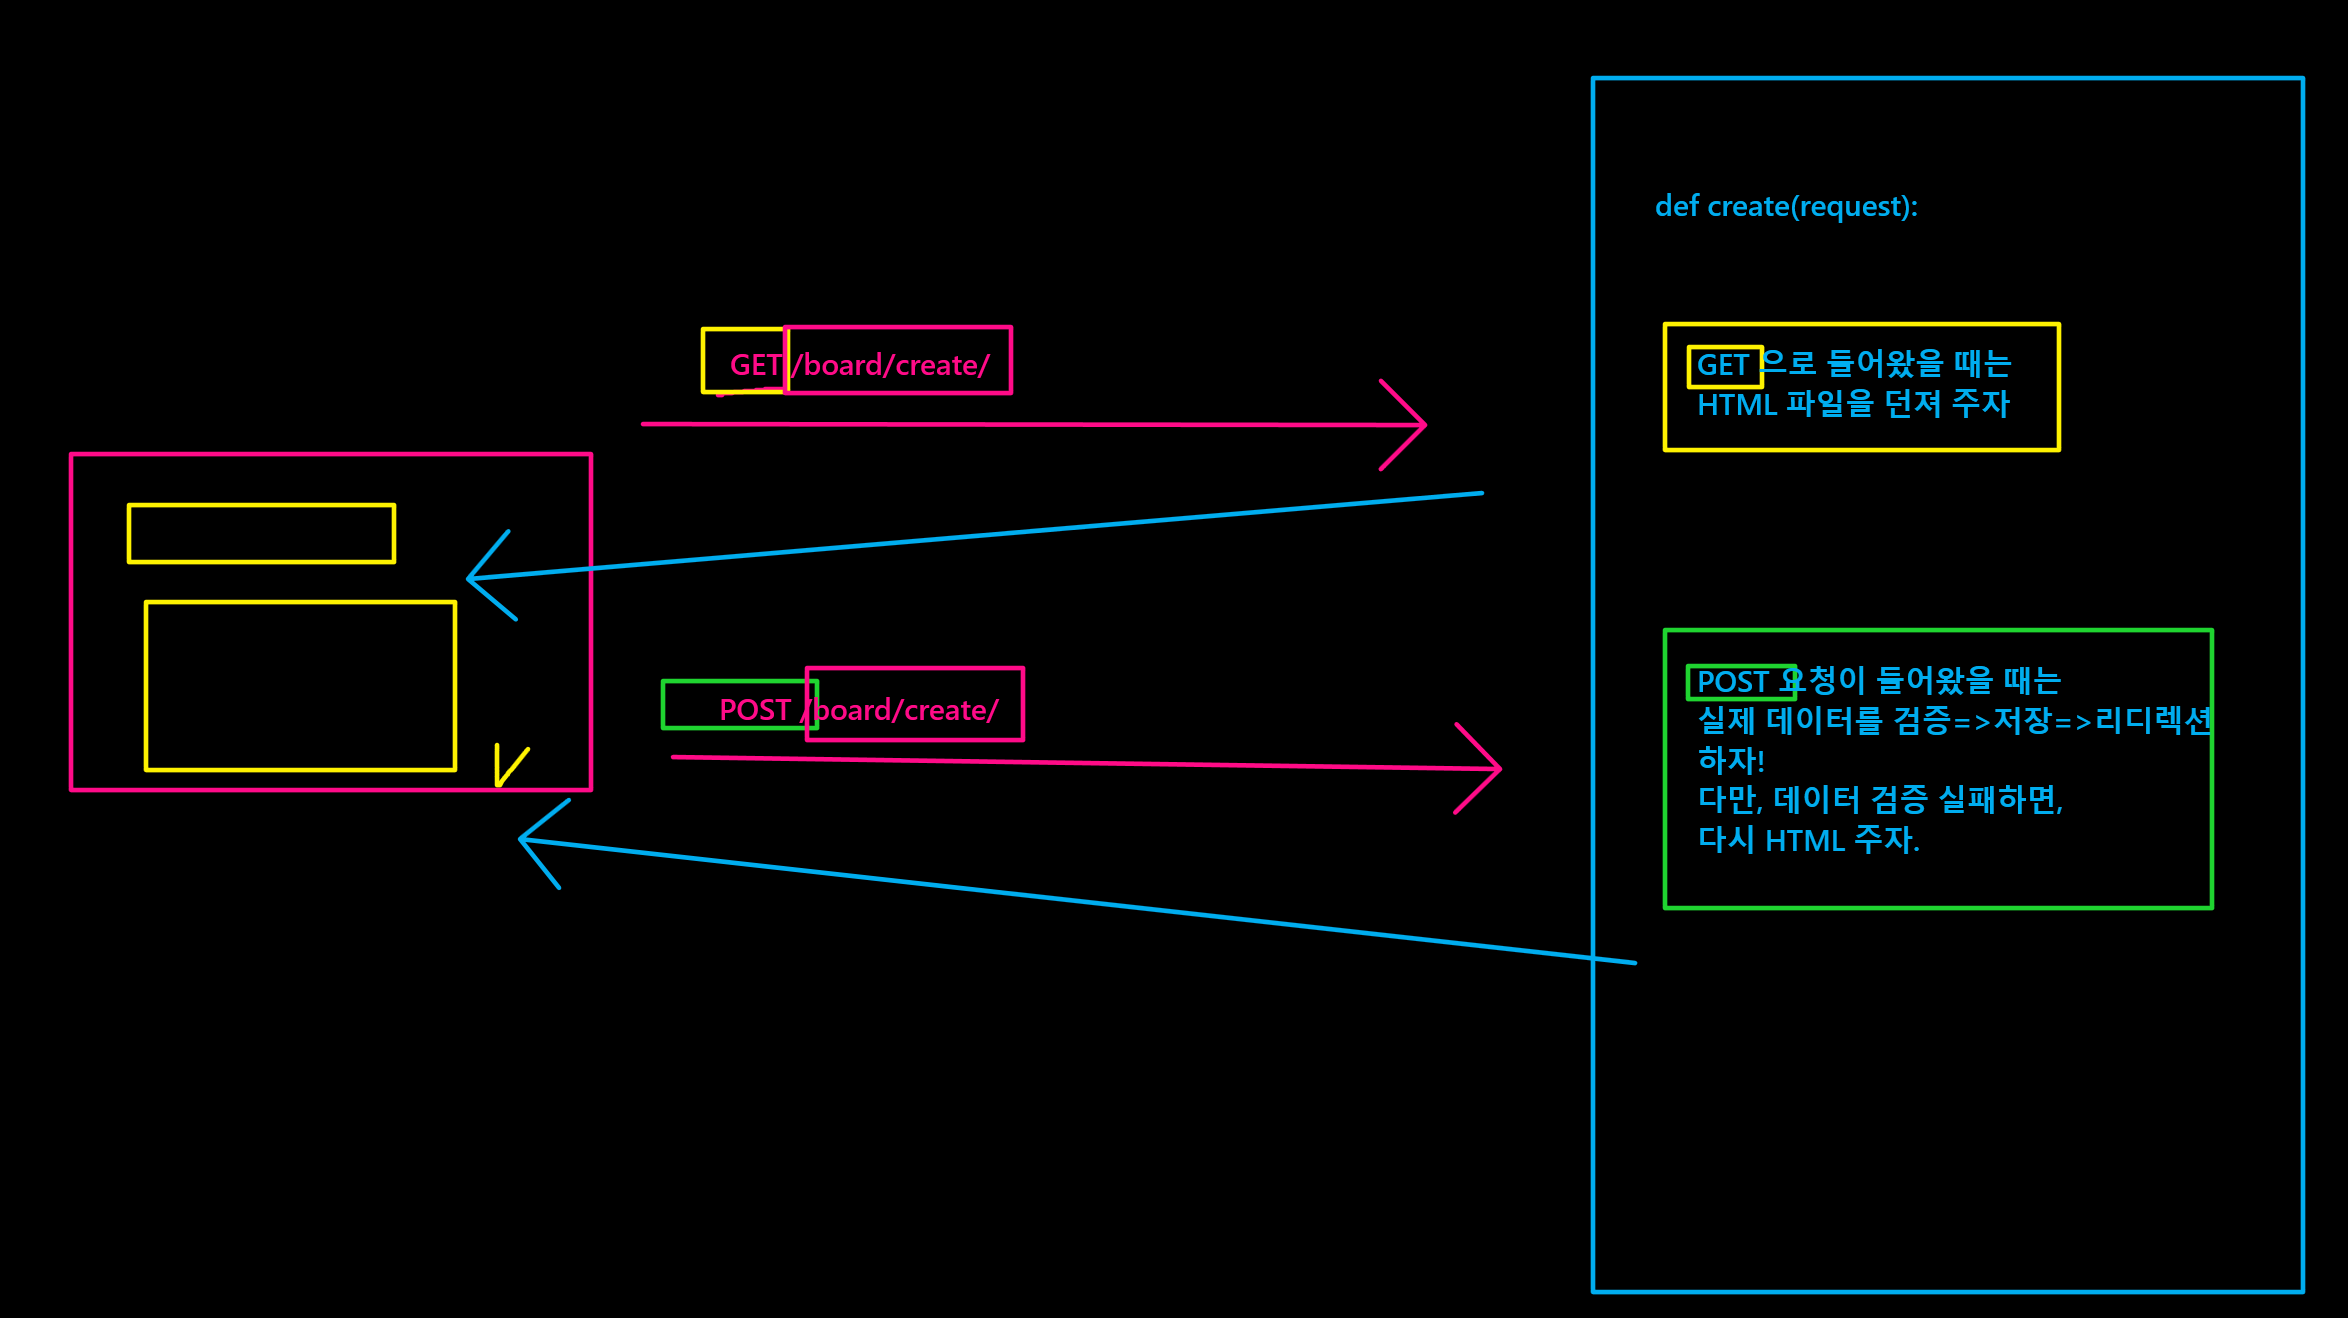 def create(request):
GET /board/create/
GET 으로 들어왔을 때는
HTML 파일을 던져 주자
POST /board/create/
POST 요청이 들어왔을 때는
실제 데이터를 검증=>저장=>리디렉션
하자!
다만, 데이터 검증 실패하면,
다시 HTML 주자.